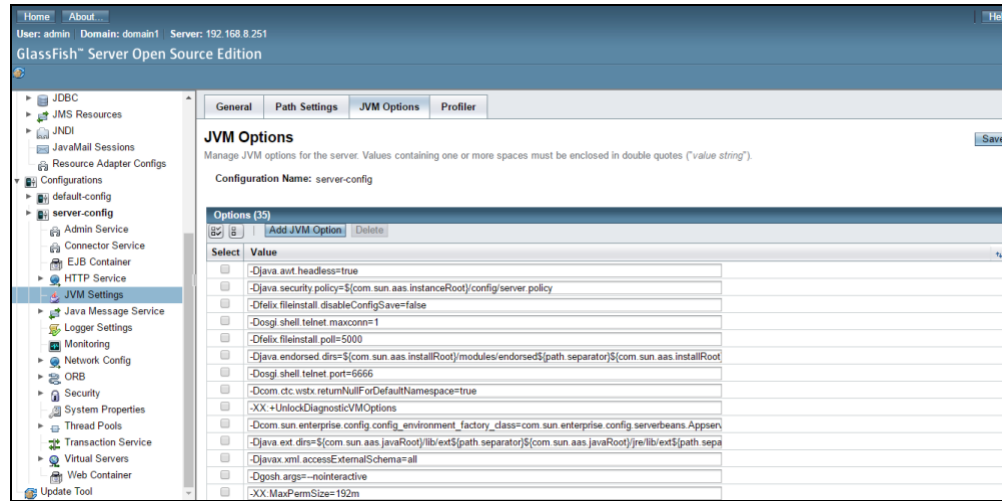 Home About...
User: admin Domain: domain1 Server: 192.168.8.251
GlassFish™ Server Open Source Edition
JDBC
JMS Resources
JNDI
JavaMail Sessions
Resource Adapter Configs
Configurations
default-config
server-config
Admin Service
Connector Service
EJB Container
HTTP Service
JVM Settings
Java Message Service
Logger Settings
Monitoring
Network Config
ORB
Security
System Properties
Thread Pools
Transaction Service
Virtual Servers
Web Container
Update Tool
General Path Settings JVM Options Profiler
JVM Options
Save
Manage JVM options for the server. Values containing one or more spaces must be enclosed in double quotes ("value string").
Configuration Name: server-config
Options (35)
Add JVM Option Delete
Select Value
-Djava.awt.headless=true
-Djava.security.policy=${com.sun.aas.instanceRoot}/config/server.policy
-Dfelix.fileinstall.disableConfigSave=false
-Dosgi.shell.telnet.maxconn=1
-Dfelix.fileinstall.poll=5000
-Djava.endorsed.dirs=${com.sun.aas.installRoot}/modules/endorsed${path.separator}${com.sun.aas.installRoot
-Dosgi.shell.telnet.port=6666
-Dcom.ctc.wstx.returnNullForDefaultNamespace=true
-XX:+UnlockDiagnosticVMOptions
-Dcom.sun.enterprise.config.config_environment_factory_class=com.sun.enterprise.config.serverbeans.Appserv
-Djava.ext.dirs=${com.sun.aas.javaRoot}/lib/ext${path.separator}${com.sun.aas.javaRoot}/jre/lib/ext${path.sepa
-Djavax.xml.accessExternalSchema=all
-Dgosh.args=--nointeractive
-XX:MaxPermSize=192m